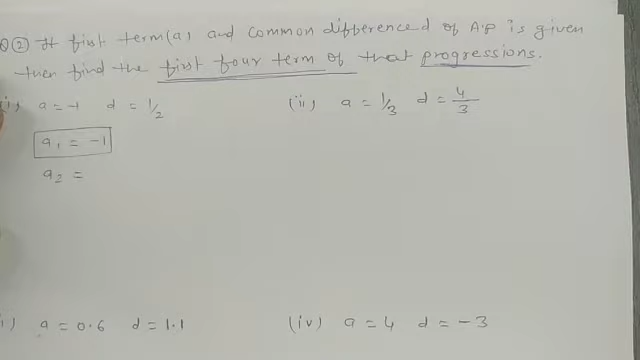 Q② If first term(a) and common difference d of A.P is given
then find the first four term of that progressions.
(i) a = -1 d = 1/2 (ii) a = 1/3 d = 4/3
a₁ = -1
a₂ =
i) a = 0.6 d = 1.1 (iv) a = 4 d = -3